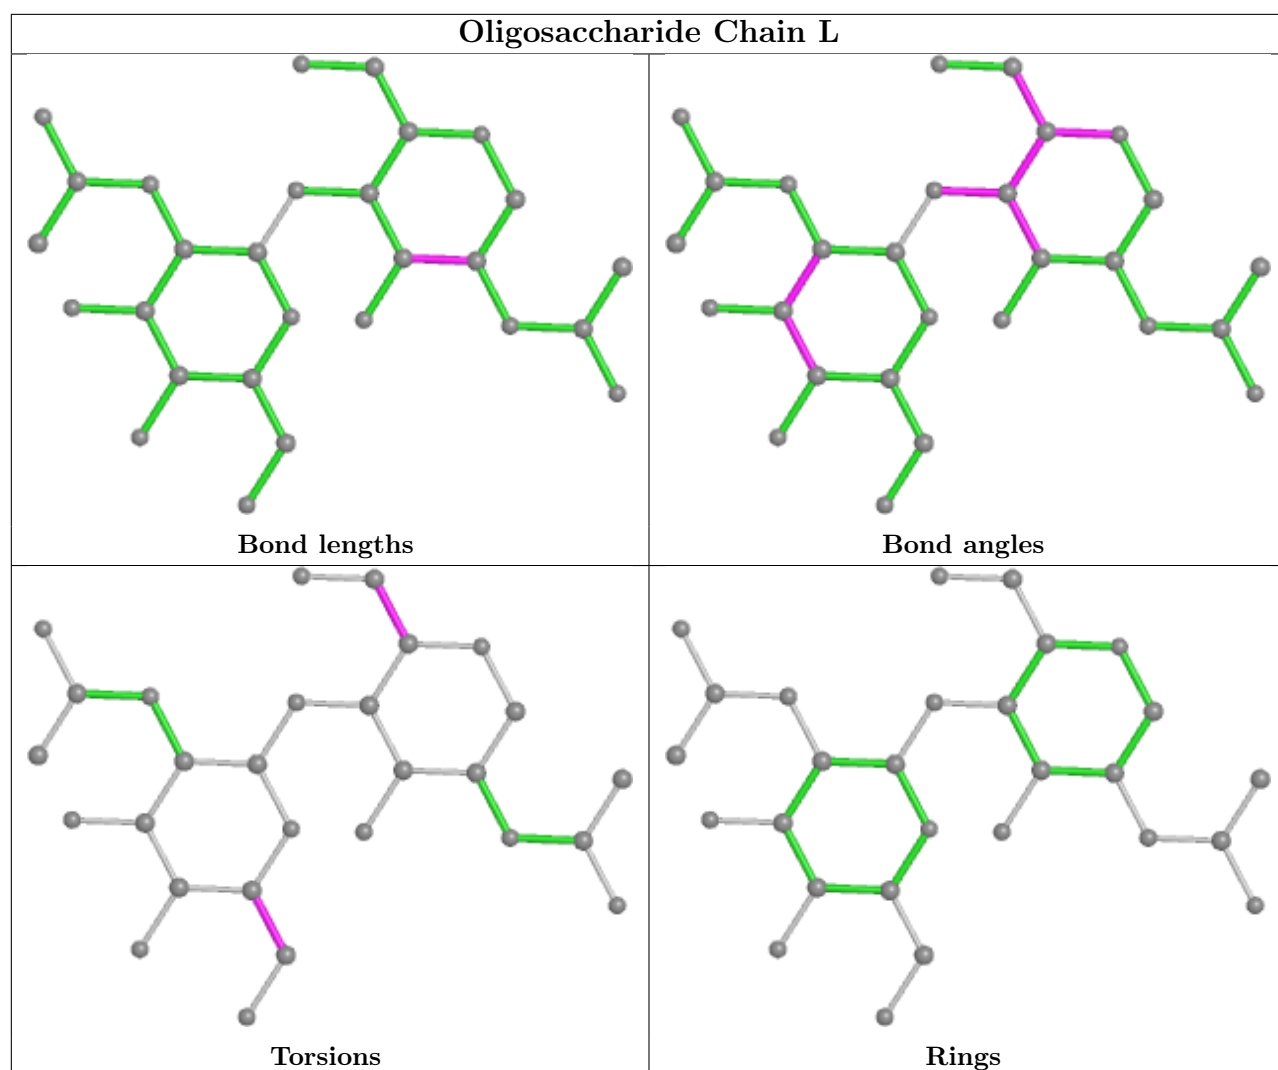 Oligosaccharide Chain L
Bond lengths
Bond angles
Torsions
Rings